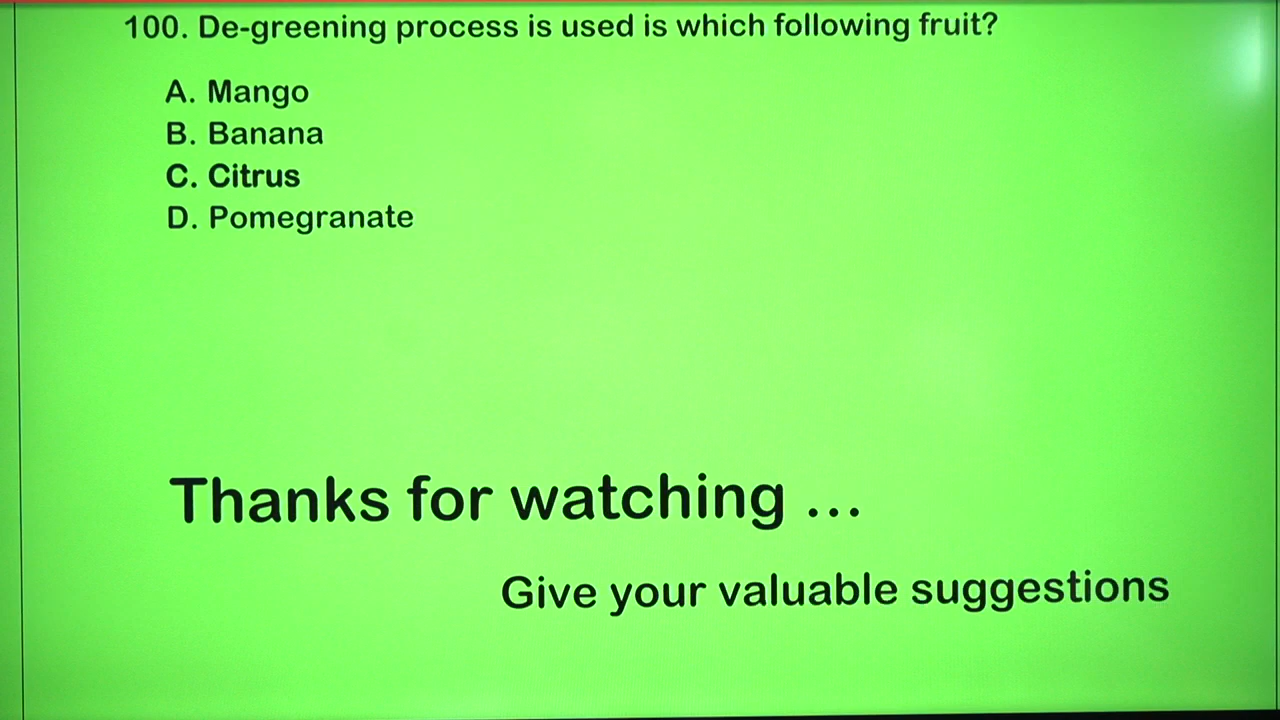 100. De-greening process is used is which following fruit?
A. Mango
B. Banana
C. Citrus
D. Pomegranate
Thanks for watching ...
Give your valuable suggestions